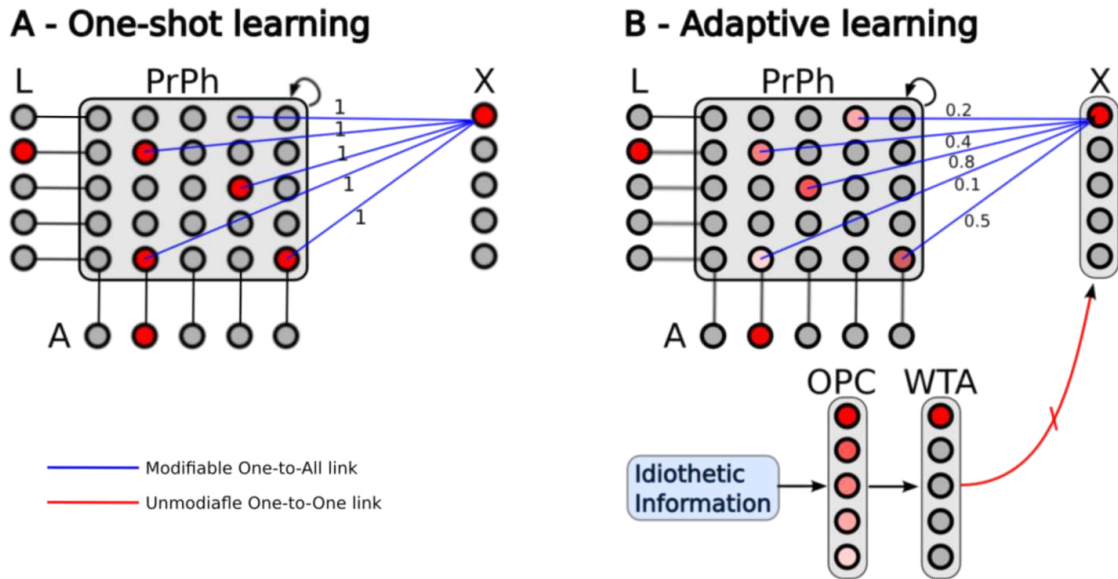 A - One-shot learning
L PrPh X
1
1
1
1
1
A
Modifiable One-to-All link
Unmodiafle One-to-One link
B - Adaptive learning
L PrPh X
0.2
0.4
0.8
0.1
0.5
A
OPC WTA
Idiothetic
Information